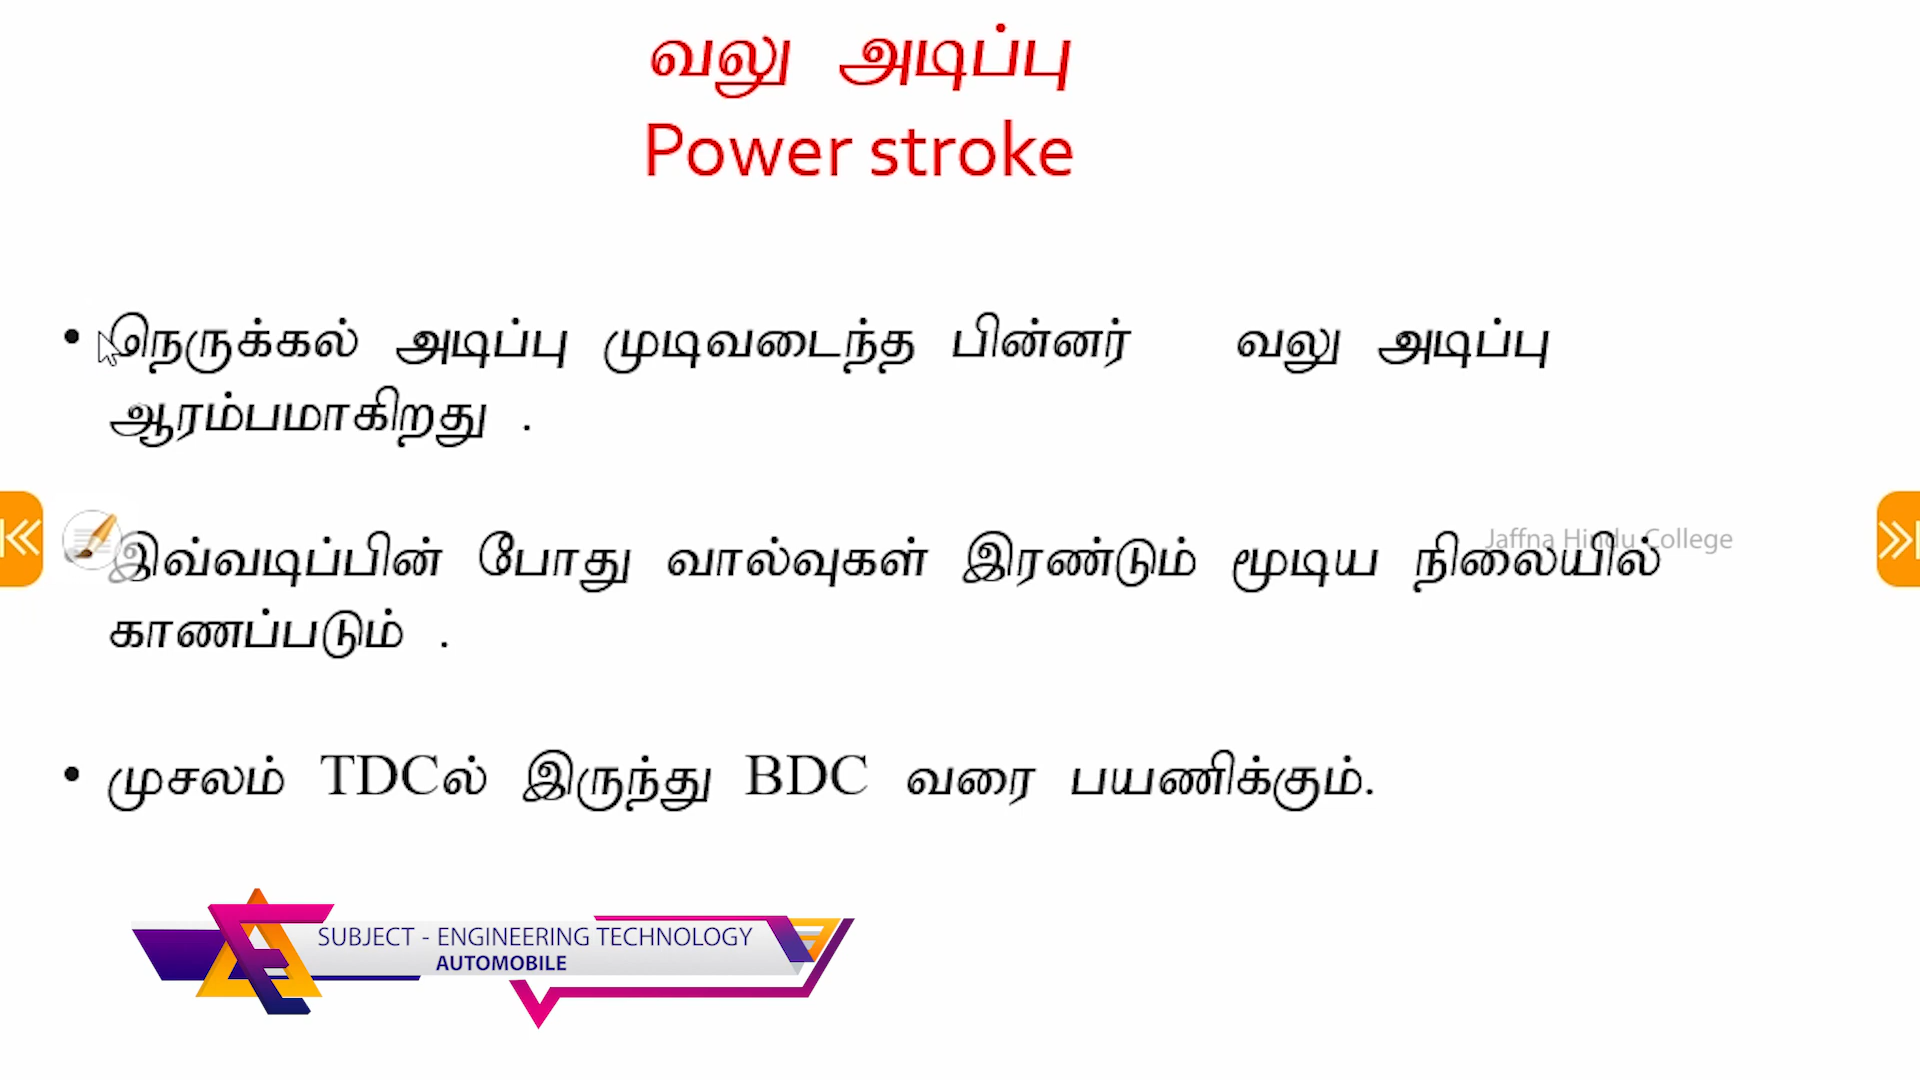 வலு அடிப்பு
Power stroke
• நெருக்கல் அடிப்பு முடிவடைந்த பின்னர் வலு அடிப்பு
ஆரம்பமாகிறது .
இவ்வடிப்பின் போது வால்வுகள் இரண்டும் மூடிய நிலையில்
காணப்படும் .
Jaffna Hindu College
• முசலம் TDCல் இருந்து BDC வரை பயணிக்கும்.
SUBJECT - ENGINEERING TECHNOLOGY
AUTOMOBILE